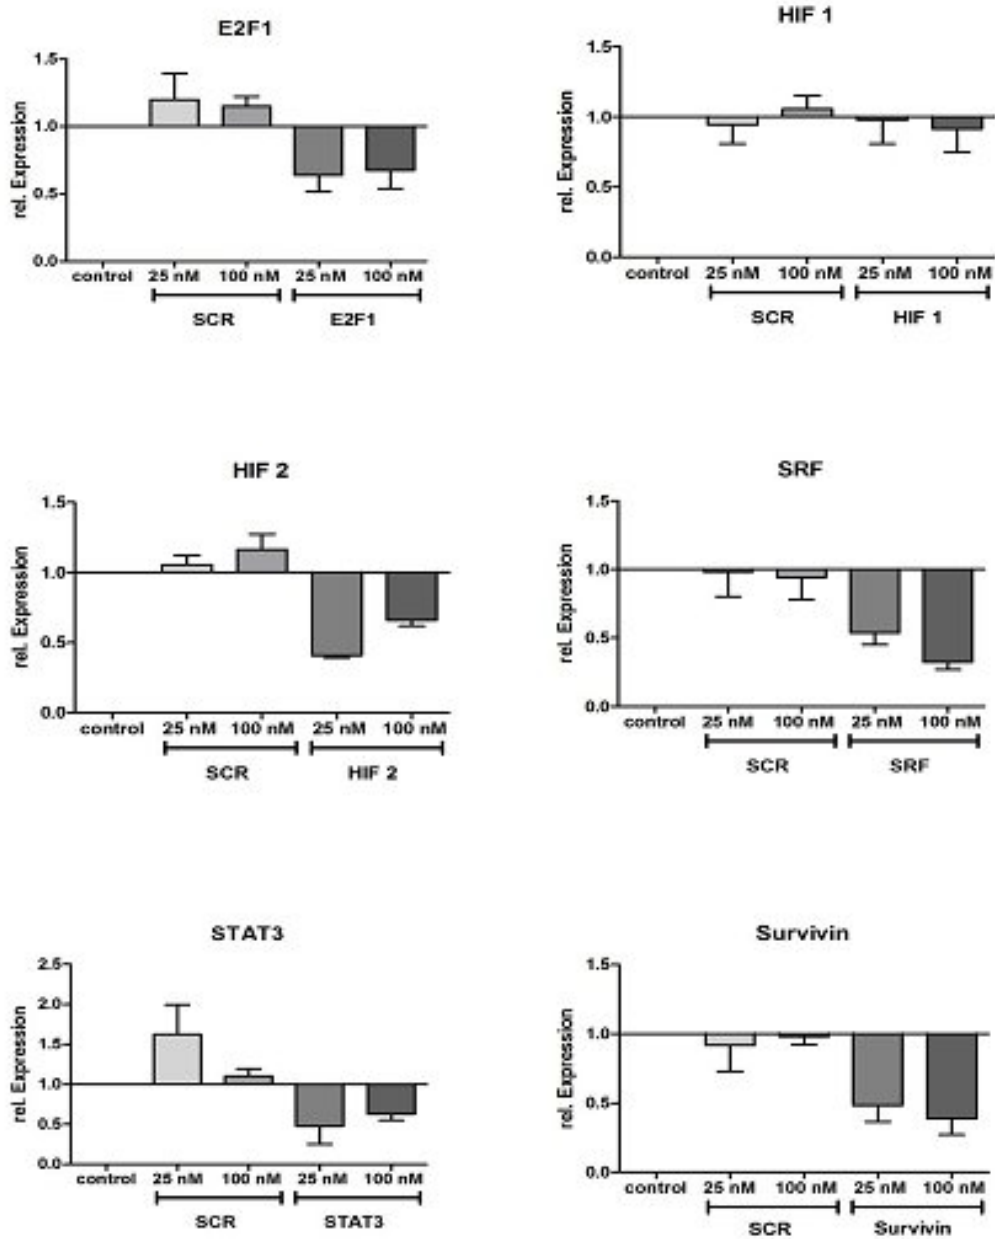 E2F1
rel. Expression
1.5
1.0
0.5
0.0
control 25 nM 100 nM 25 nM 100 nM
SCR E2F1
HIF 1
rel. Expression
1.5
1.0
0.5
0.0
control 25 nM 100 nM 25 nM 100 nM
SCR HIF 1
HIF 2
rel. Expression
1.5
1.0
0.5
0.0
control 25 nM 100 nM 25 nM 100 nM
SCR HIF 2
SRF
rel. Expression
1.5
1.0
0.5
0.0
control 25 nM 100 nM 25 nM 100 nM
SCR SRF
STAT3
rel. Expression
2.5
2.0
1.5
1.0
0.5
0.0
control 25 nM 100 nM 25 nM 100 nM
SCR STAT3
Survivin
rel. Expression
1.5
1.0
0.5
0.0
control 25 nM 100 nM 25 nM 100 nM
SCR Survivin